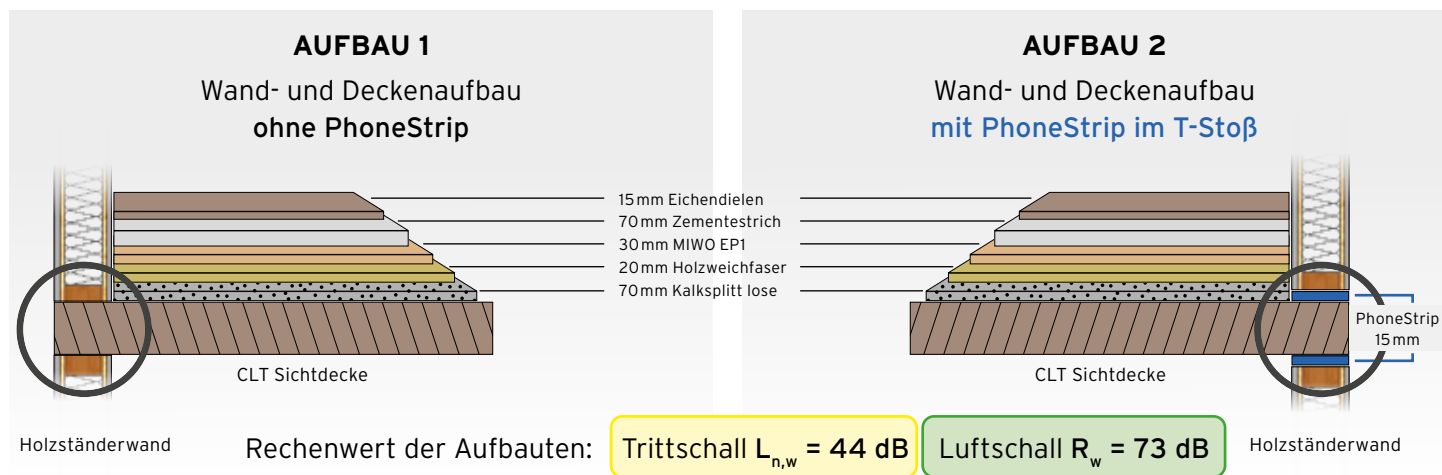 AUFBAU 1
Wand- und Deckenaufbau
ohne PhoneStrip
AUFBAU 2
Wand- und Deckenaufbau
mit PhoneStrip im T-Stoß
15 mm Eichendielen
70 mm Zementestrich
30 mm MIWO EP1
20 mm Holzweichfaser
70 mm Kalksplitt lose
PhoneStrip
15 mm
CLT Sichtdecke
CLT Sichtdecke
Holzständerwand
Rechenwert der Aufbauten:
Trittschall Ln,w = 44 dB
Luftschall Rw = 73 dB
Holzständerwand